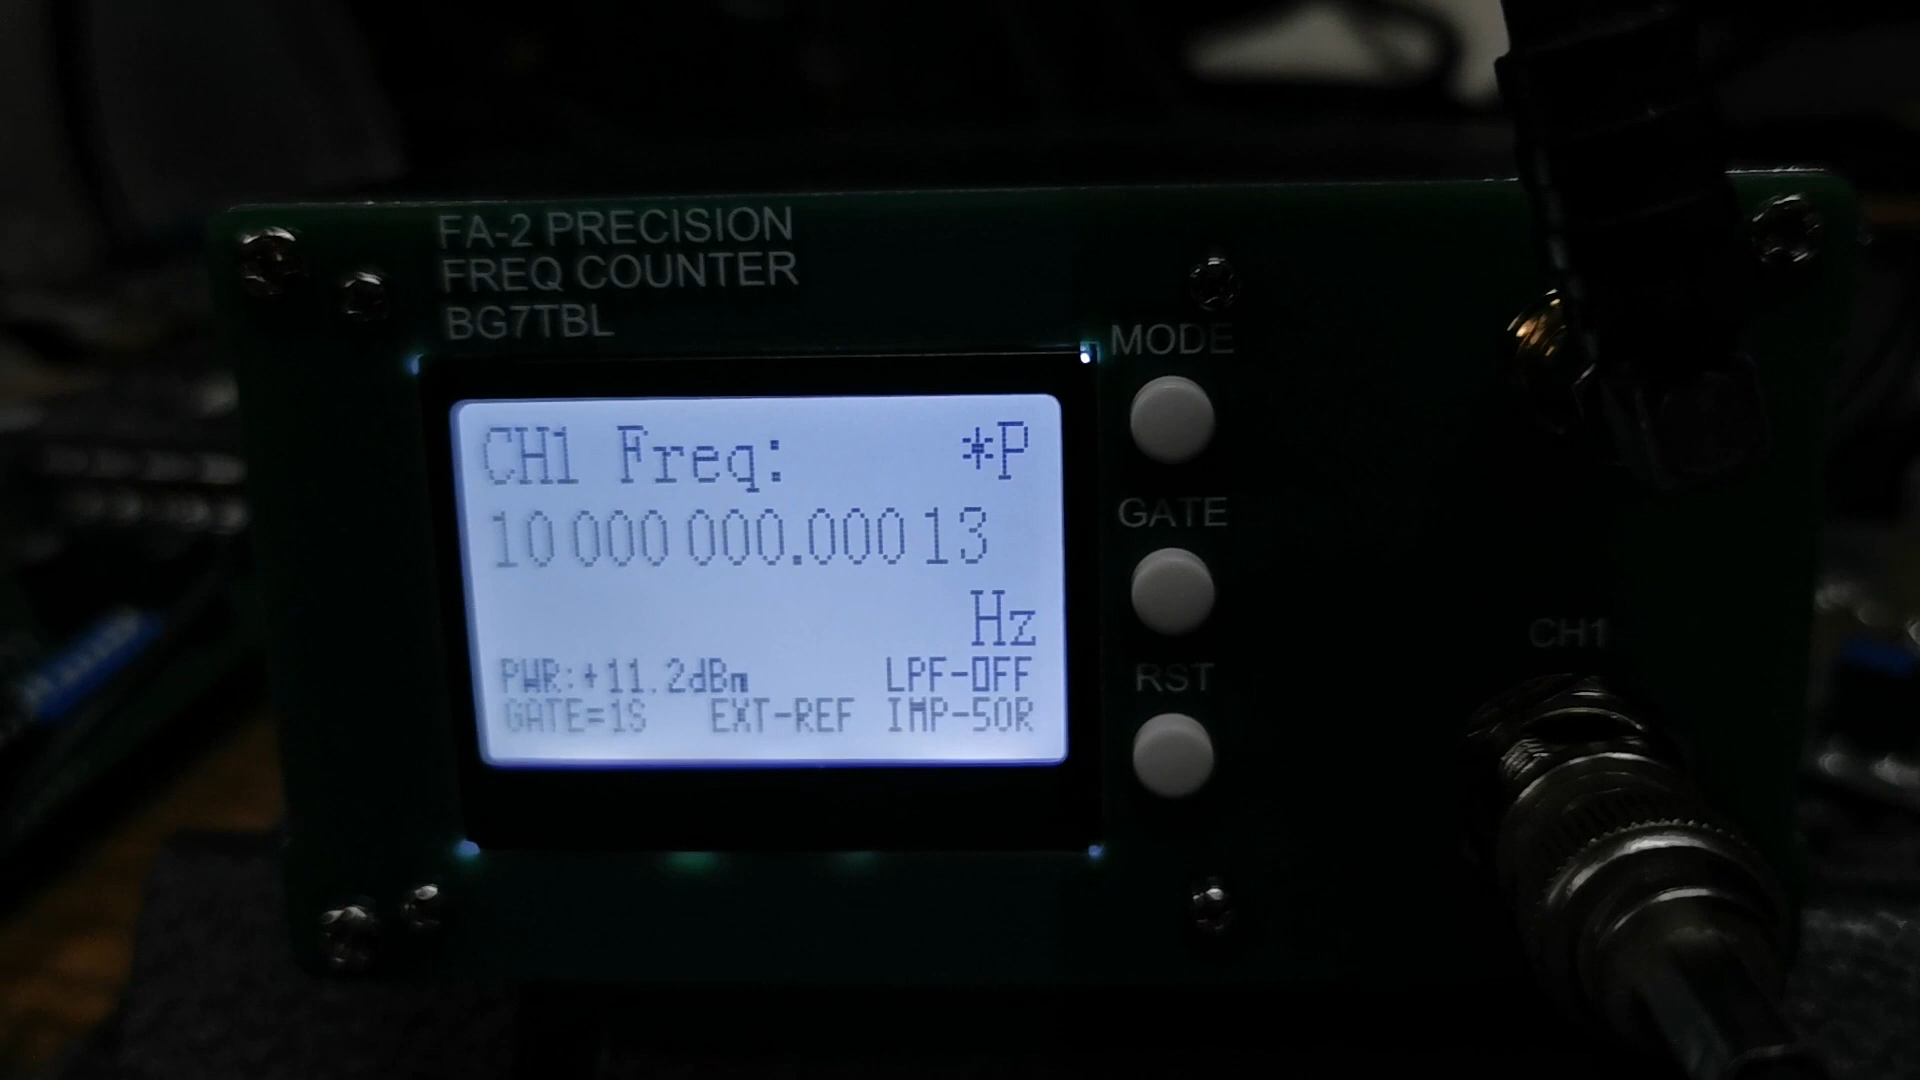 FA-2 PRECISION
FREQ COUNTER
BG7TBL
MODE
CH1 Freq: *P
10 000 000.000 13
Hz
GATE
PWR:+11.2dBm LPF-OFF
GATE=1S EXT-REF IMP-50R
RST
CH1